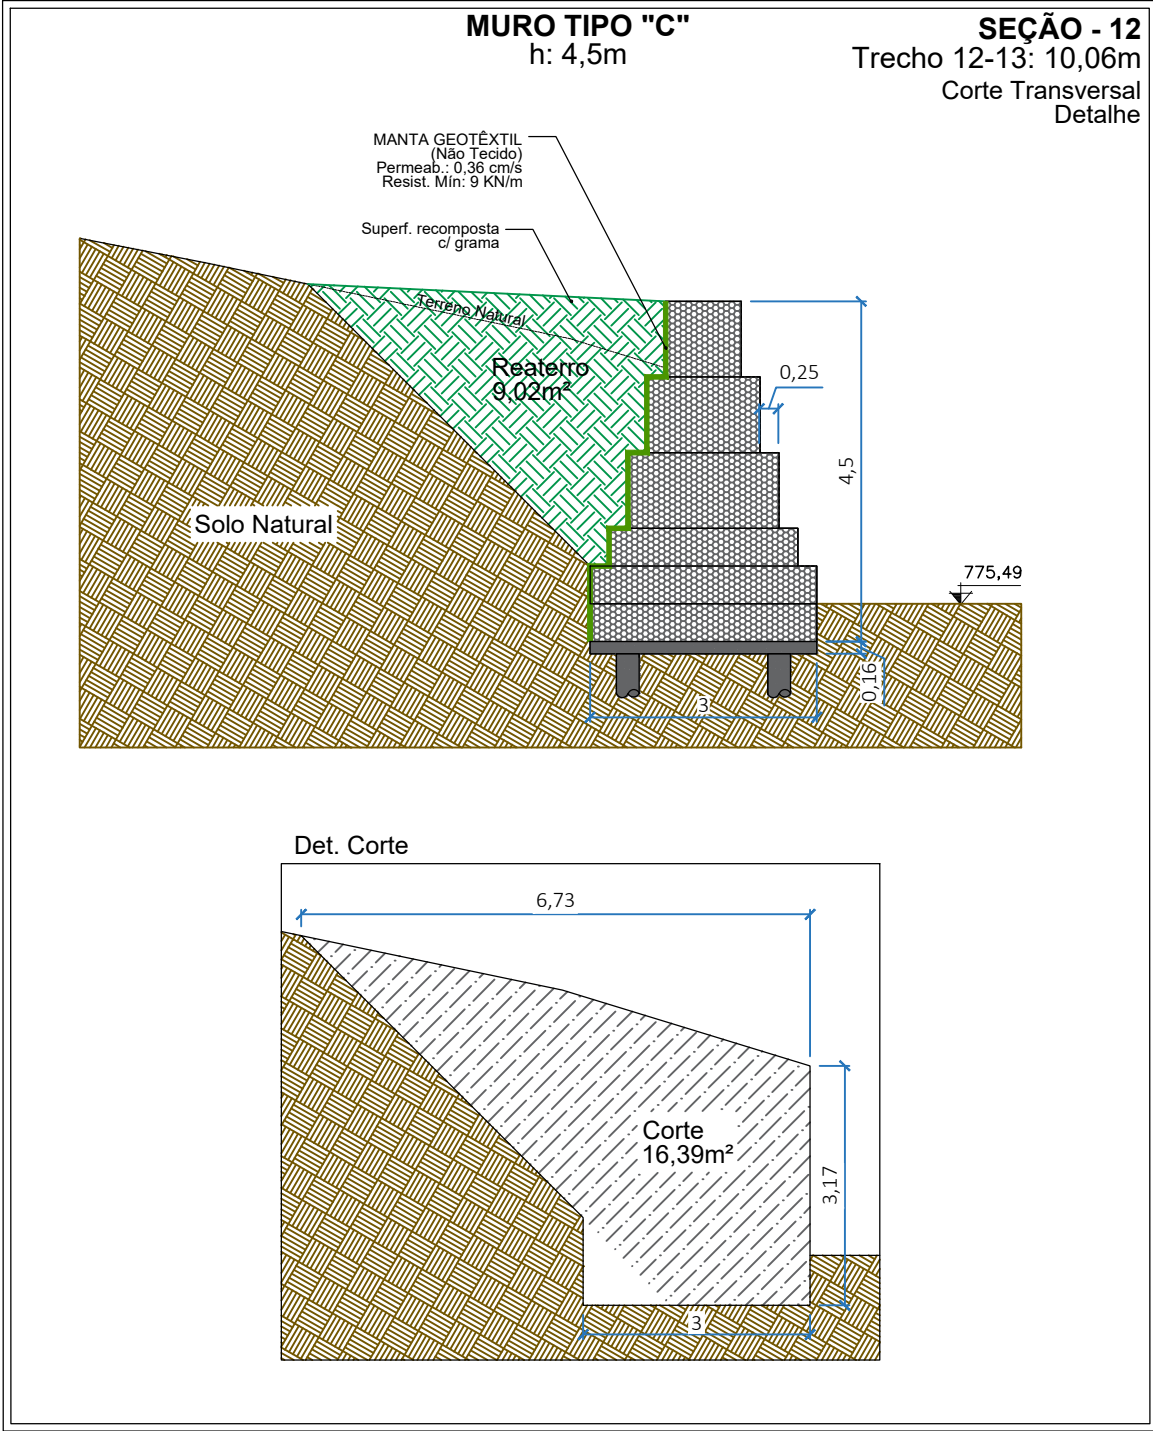 MURO TIPO "C"
h: 4,5m
SEÇÃO - 12
Trecho 12-13: 10,06m
Corte Transversal
Detalhe
MANTA GEOTÊXTIL
(Não Tecido)
Permeab.: 0,36 cm/s
Resist. Mín: 9 KN/m
Superf. recomposta
c/ grama
Terreno Natural
Reaterro
9,02m²
0,25
4,5
Solo Natural
775,49
0,16
3
Det. Corte
6,73
Corte
16,39m²
3,17
3